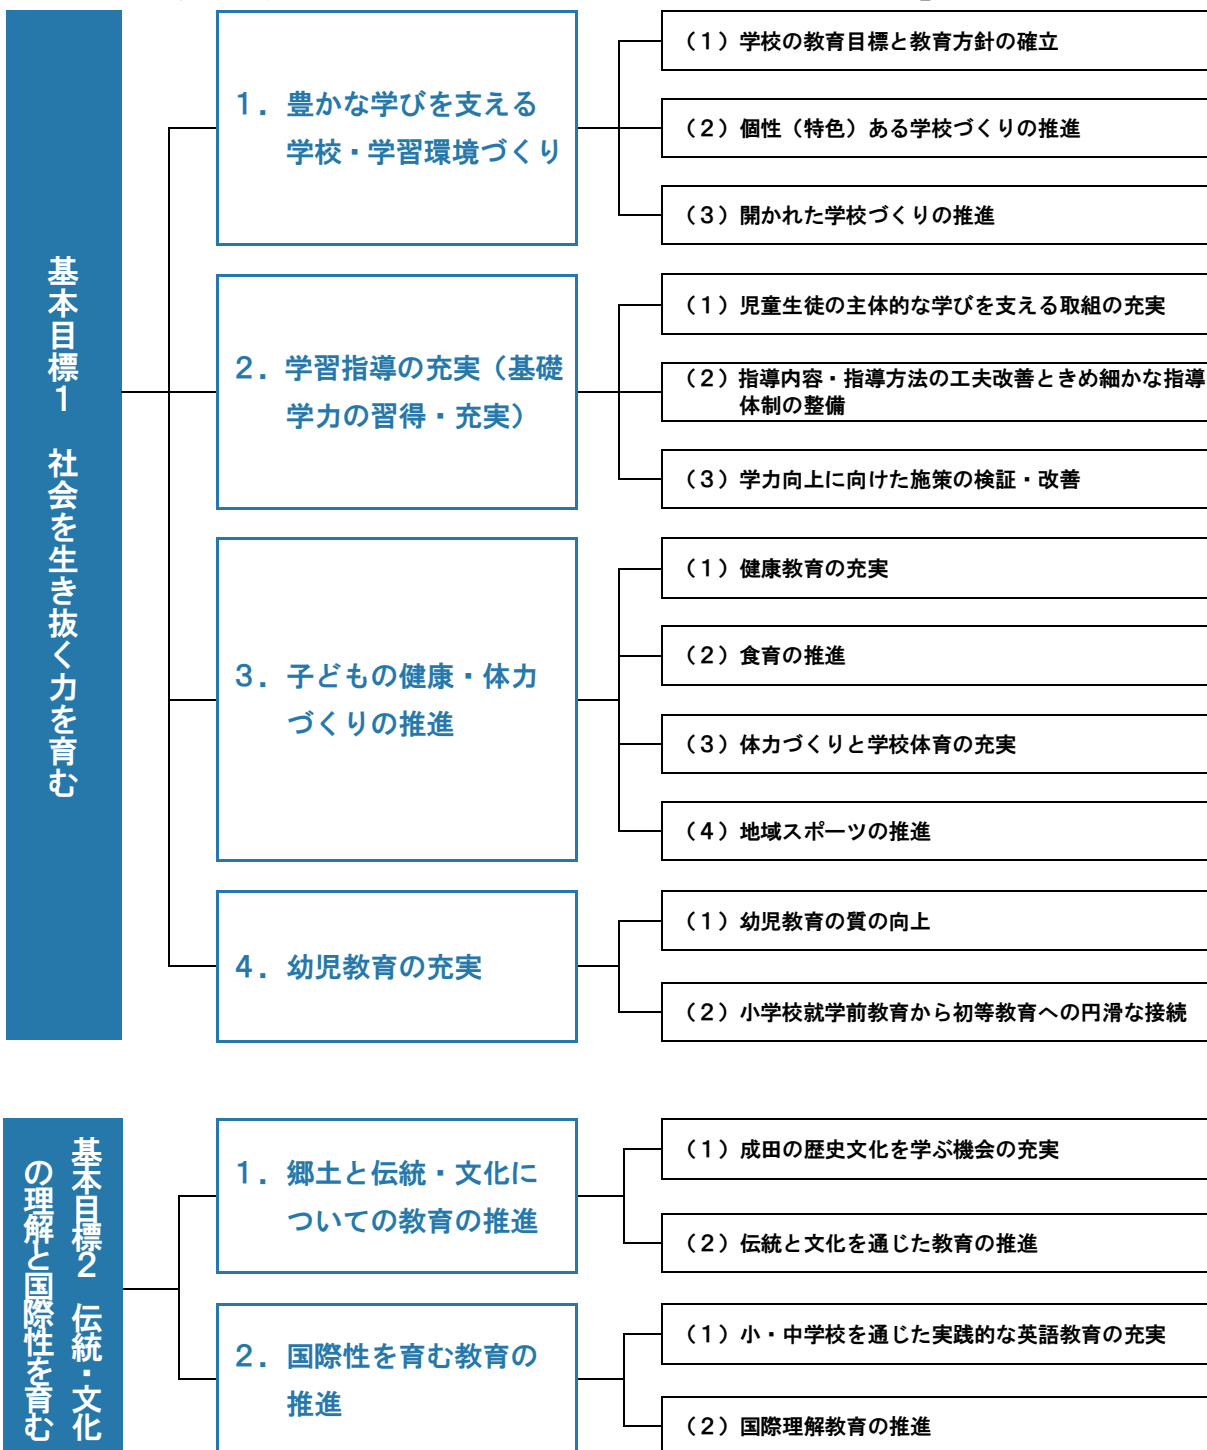 基本目標1　社会を生き抜く力を育む
1．豊かな学びを支える
学校・学習環境づくり
（1）学校の教育目標と教育方針の確立
（2）個性（特色）ある学校づくりの推進
（3）開かれた学校づくりの推進
2．学習指導の充実（基礎
学力の習得・充実）
（1）児童生徒の主体的な学びを支える取組の充実
（2）指導内容・指導方法の工夫改善ときめ細かな指導
体制の整備
（3）学力向上に向けた施策の検証・改善
3．子どもの健康・体力
づくりの推進
（1）健康教育の充実
（2）食育の推進
（3）体力づくりと学校体育の充実
（4）地域スポーツの推進
4．幼児教育の充実
（1）幼児教育の質の向上
（2）小学校就学前教育から初等教育への円滑な接続
基本目標2　伝統・文化
の理解と国際性を育む
1．郷土と伝統・文化に
ついての教育の推進
（1）成田の歴史文化を学ぶ機会の充実
（2）伝統と文化を通じた教育の推進
2．国際性を育む教育の
推進
（1）小・中学校を通じた実践的な英語教育の充実
（2）国際理解教育の推進